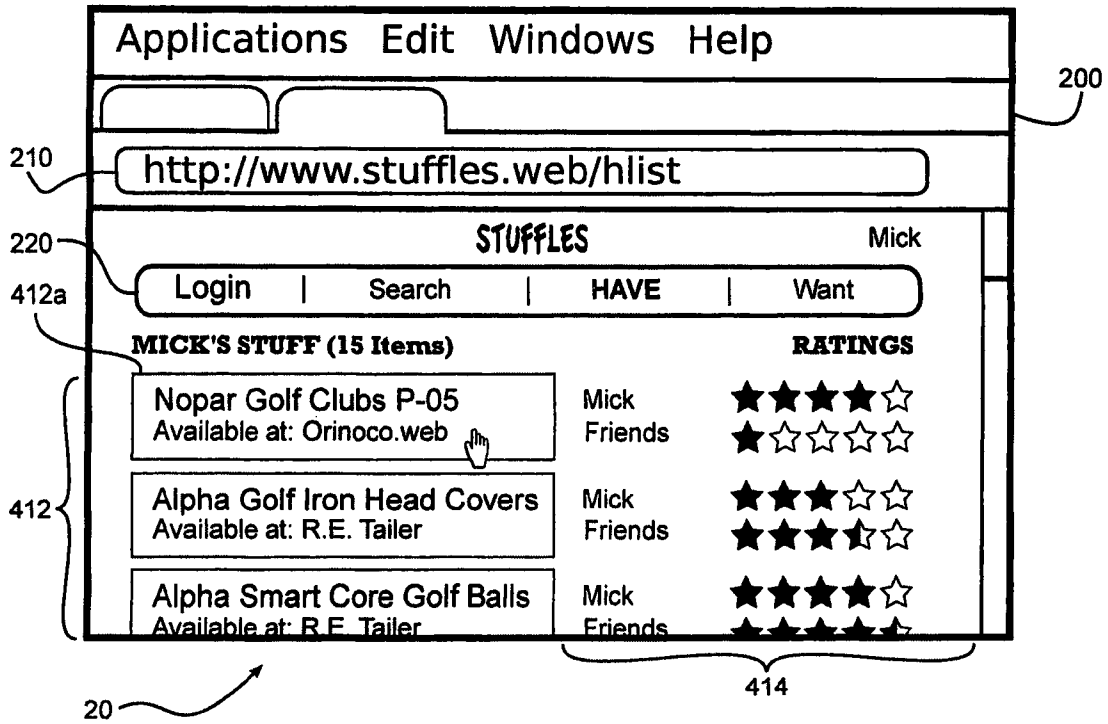 Applications Edit Windows Help
200
210
http://www.stuffles.web/hlist
220
STUFFLES Mick
412a
Login | Search | HAVE | Want
MICK'S STUFF (15 Items) RATINGS
Nopar Golf Clubs P-05 Mick
Available at: Orinoco.web Friends
412
Alpha Golf Iron Head Covers Mick
Available at: R.E. Tailer Friends
Alpha Smart Core Golf Balls Mick
Available at: R.E. Tailer Friends
414
20